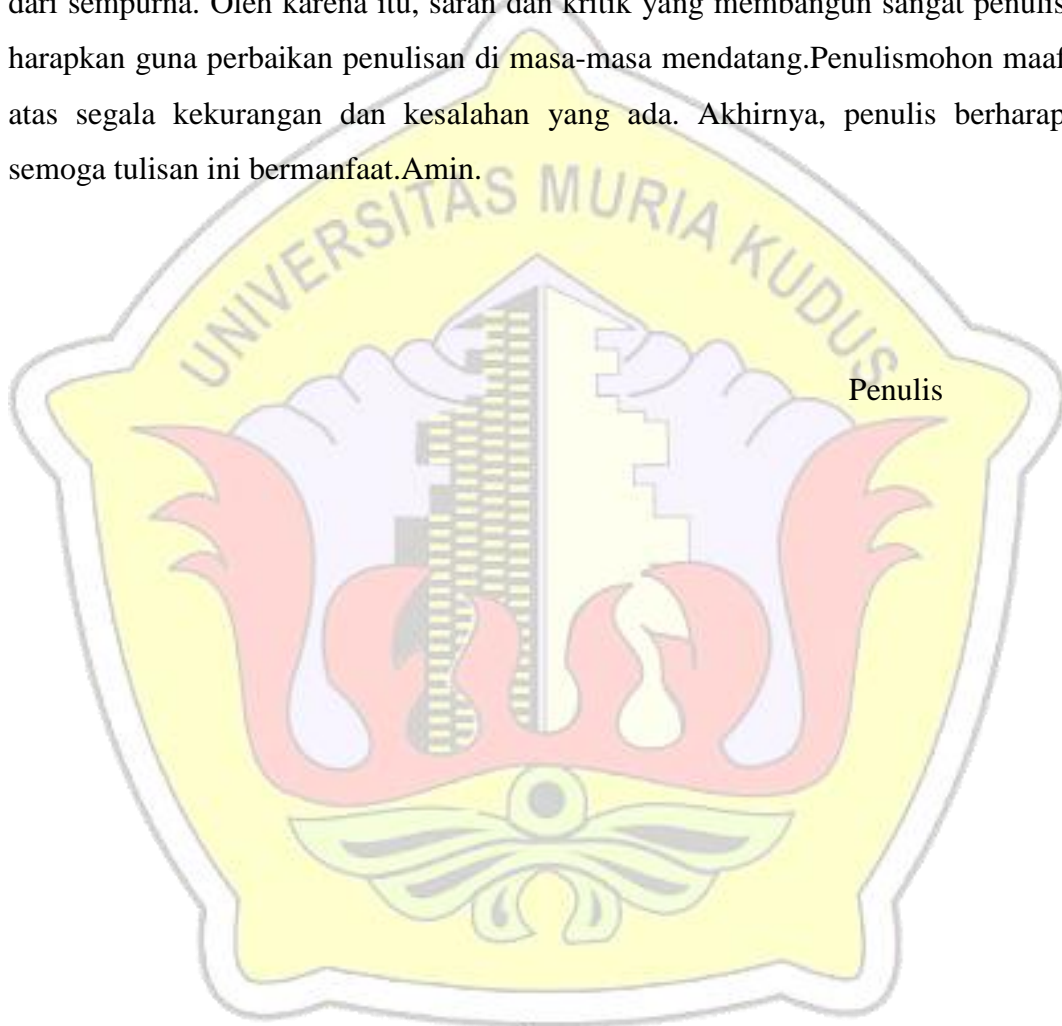 dari sempurna. Oleh karena itu, saran dan kritik yang membangun sangat penulis
harapkan guna perbaikan penulisan di masa-masa mendatang.Penulismohon maaf
atas segala kekurangan dan kesalahan yang ada. Akhirnya, penulis berharap
semoga tulisan ini bermanfaat.Amin.
UNIVERSITAS MURIA KUDUS
Penulis